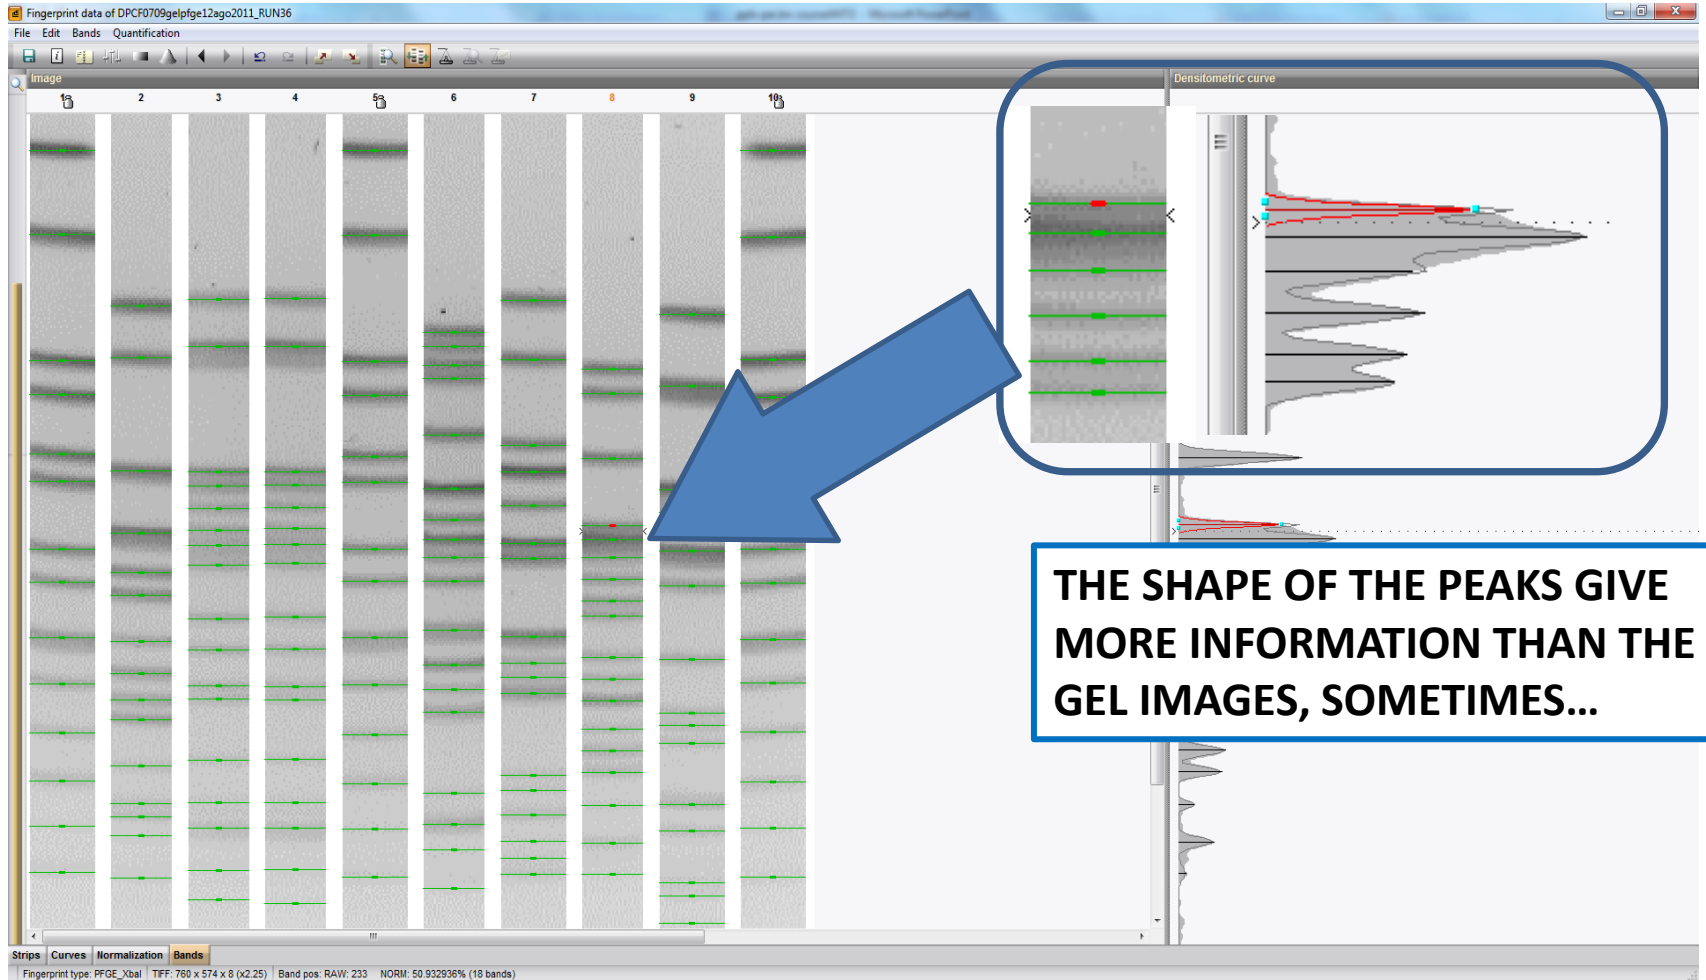 Fingerprint data of DPCF0709gelpfge12ago2011_RUN36
File Edit Bands Quantification
Image
Densitometric curve
1 2 3 4 5 6 7 8 9 10
THE SHAPE OF THE PEAKS GIVE
MORE INFORMATION THAN THE
GEL IMAGES, SOMETIMES...
Strips Curves Normalization Bands
Fingerprint type: PFGE_XbaI TIFF: 760 x 574 x 8 (x2.25) Band pos: RAW: 233 NORM: 50.932936% (18 bands)